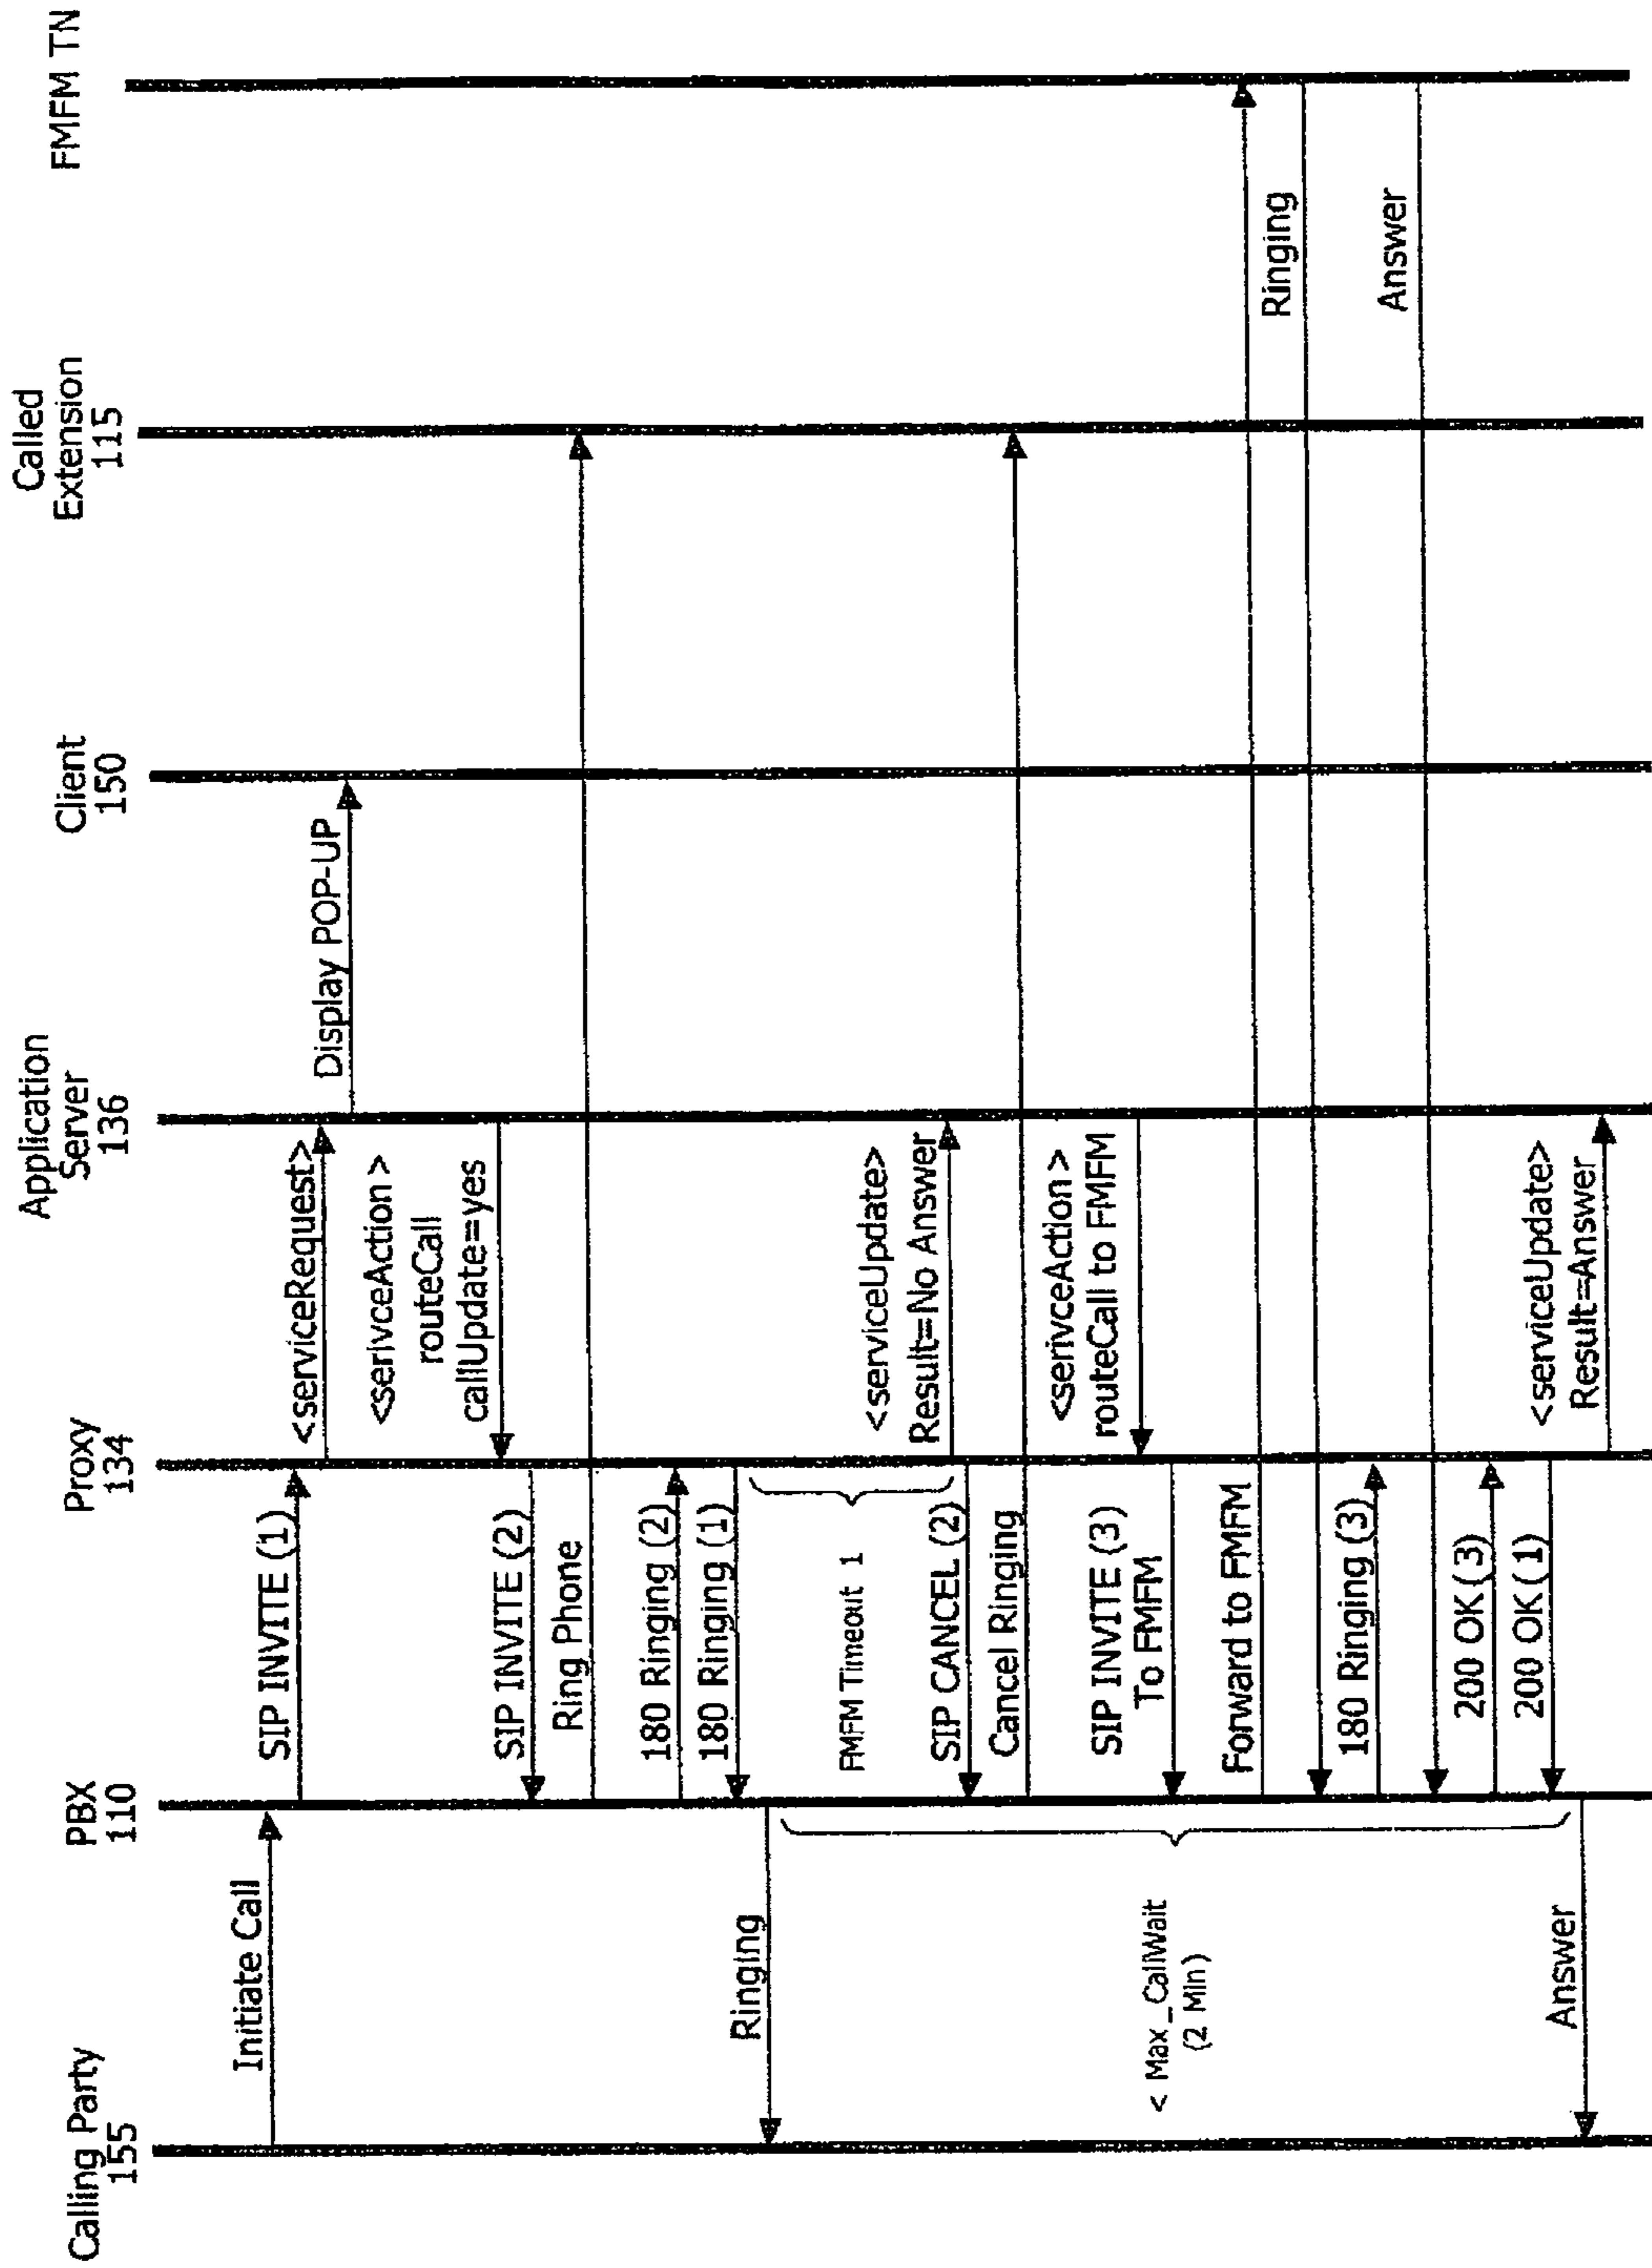 Calling Party
155
PBX
110
Proxy
134
Application
Server
136
Client
150
Called
Extension
115
FMFM TN
Initiate Call
SIP INVITE (1)
<serviceRequest>
Display POP-UP
<serivceAction>
routeCall
callUpdate=yes
SIP INVITE (2)
Ring Phone
180 Ringing (2)
180 Ringing (1)
Ringing
FMFM Timeout 1
<serviceUpdate>
Result=No Answer
SIP CANCEL (2)
Cancel Ringing
<serivceAction>
routeCall to FMFM
SIP INVITE (3)
To FMFM
Forward to FMFM
Ringing
180 Ringing (3)
Answer
200 OK (3)
200 OK (1)
< Max_CallWait
(2 Min)
Answer
<serviceUpdate>
Result=Answer